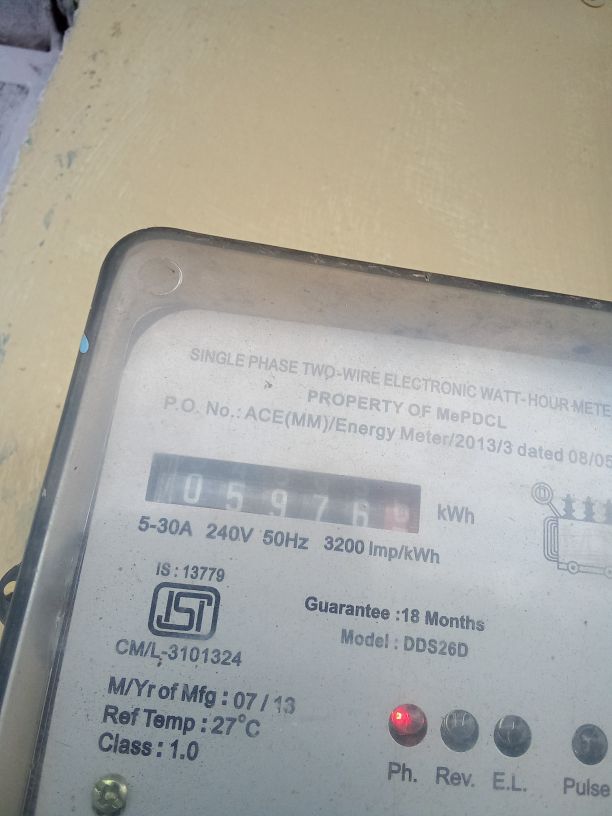 SINGLE PHASE TWO-WIRE ELECTRONIC WATT-HOUR-METE
PROPERTY OF MePDCL
P.O. No.: ACE(MM)/Energy Meter/2013/3 dated 08/05
05976 kWh
5-30A 240V 50Hz 3200 Imp/kWh
IS : 13779
ISI
CM/L-3101324
Guarantee :18 Months
Model : DDS26D
M/Yr of Mfg : 07 / 13
Ref Temp : 27°C
Class : 1.0
Ph. Rev. E.L. Pulse